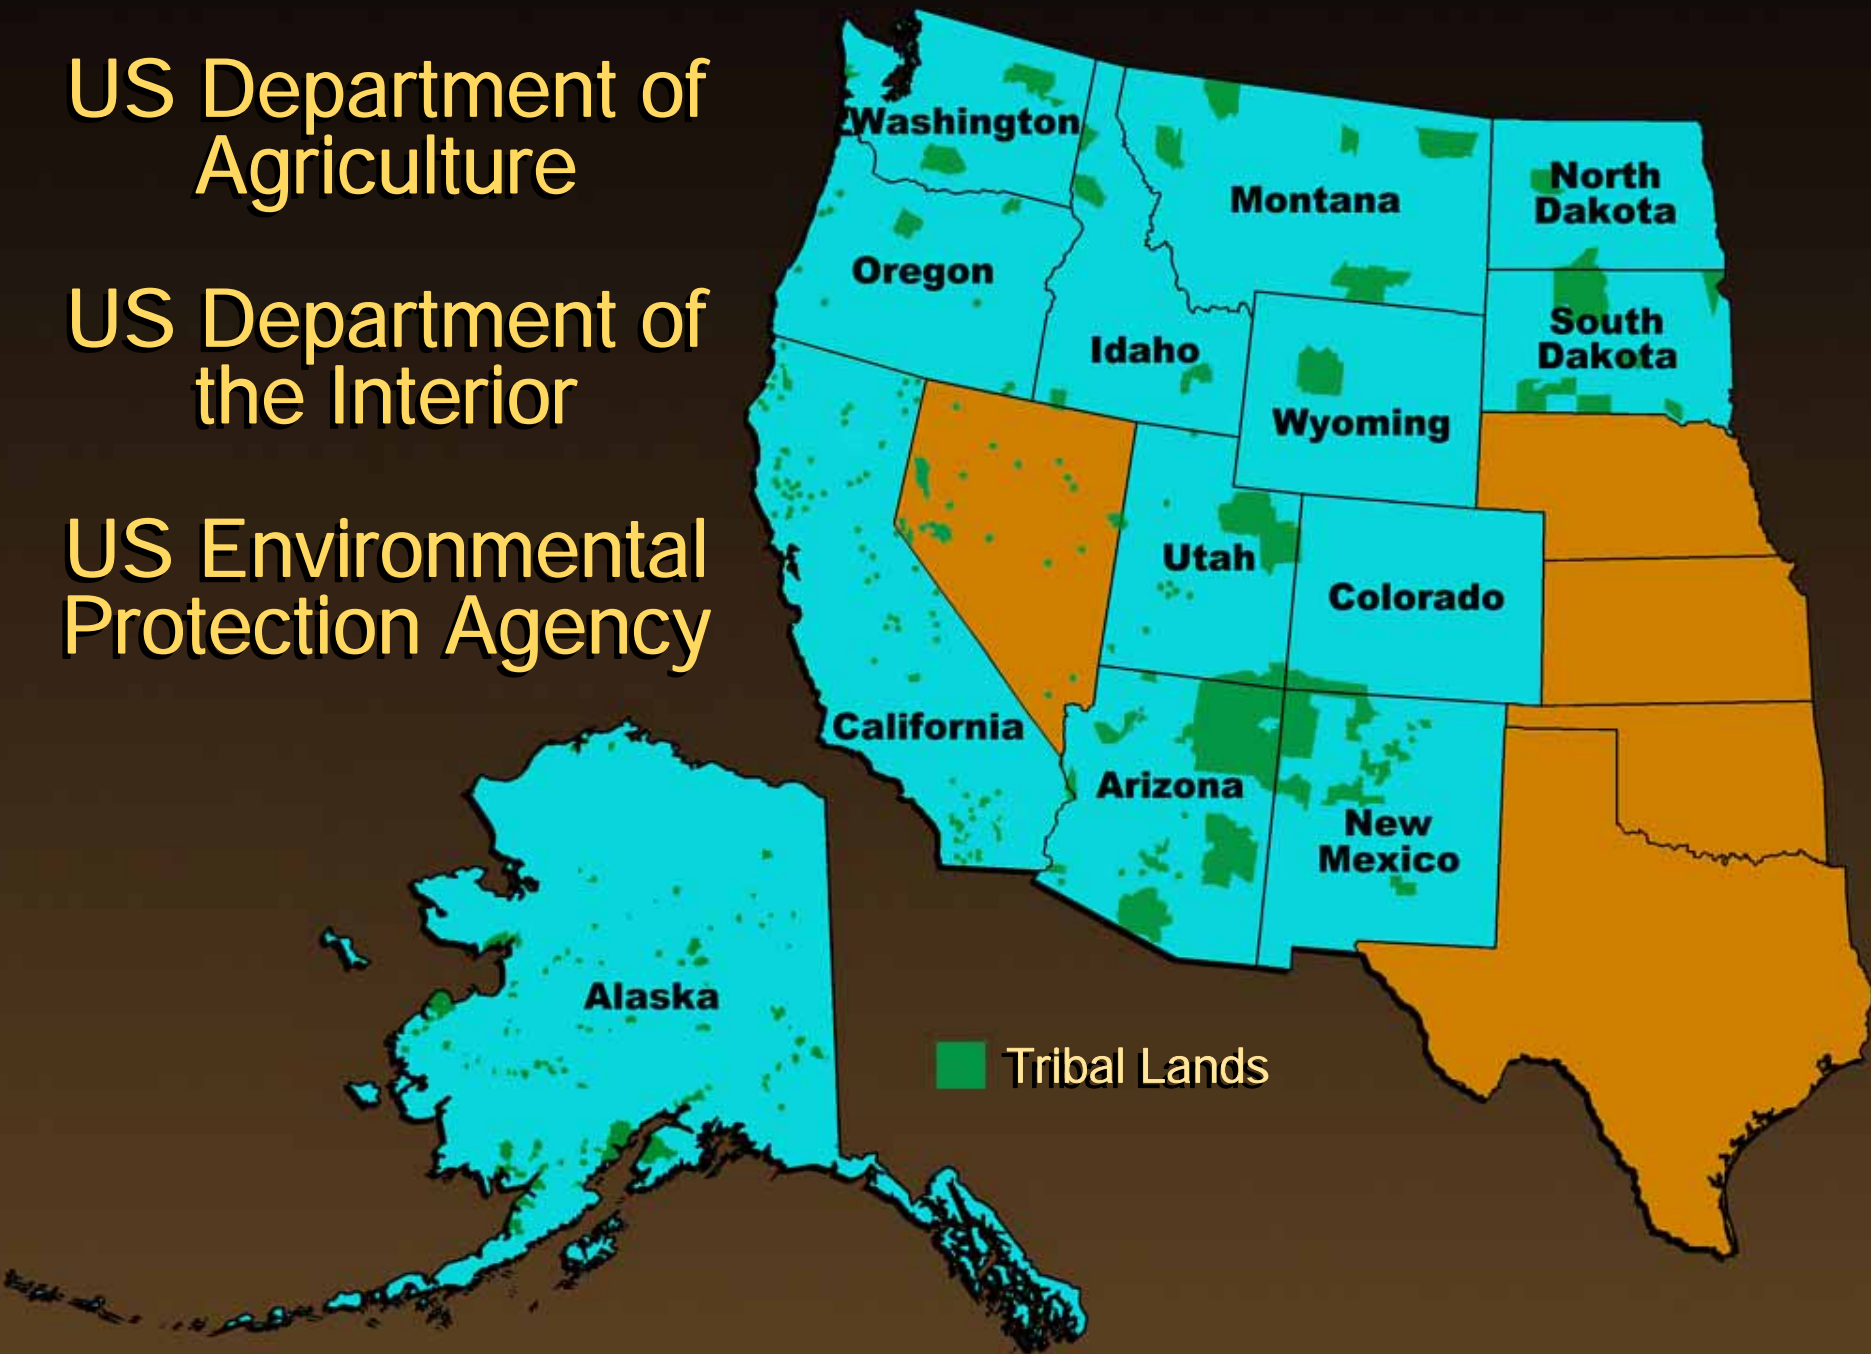 US Department of
Agriculture
US Department of
the Interior
US Environmental
Protection Agency
Washington
Oregon
Idaho
Montana
North
Dakota
South
Dakota
Wyoming
Utah
Colorado
California
Arizona
New
Mexico
Alaska
Tribal Lands